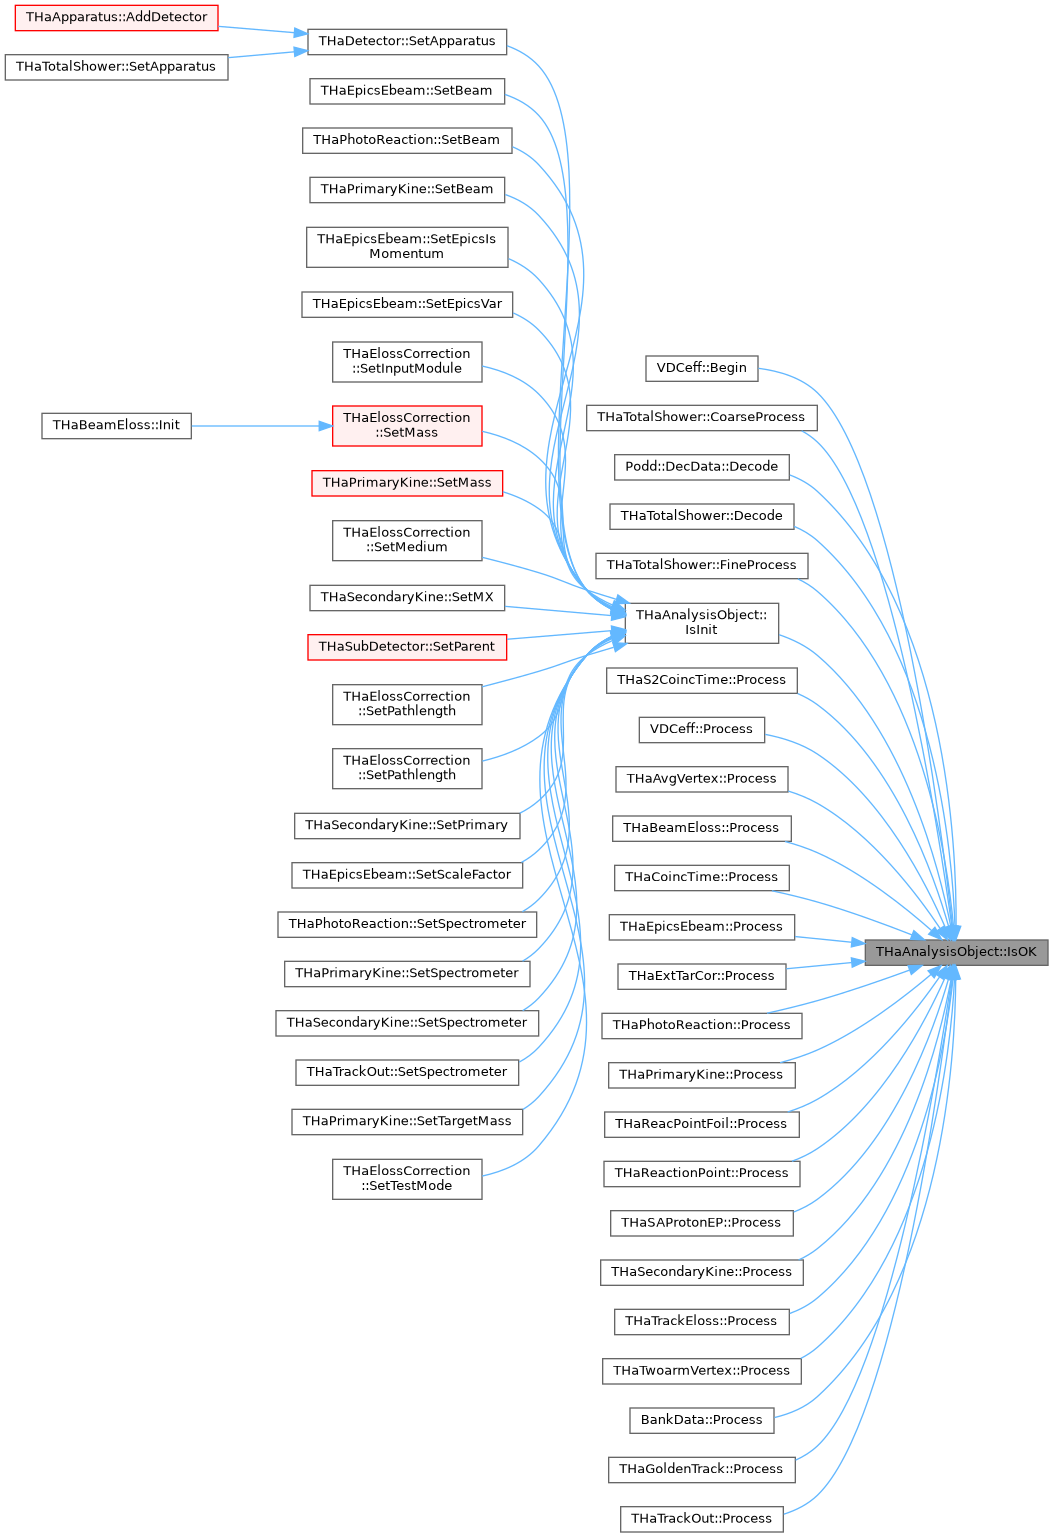 THaApparatus::AddDetector
THaTotalShower::SetApparatus
THaDetector::SetApparatus
THaEpicsEbeam::SetBeam
THaPhotoReaction::SetBeam
THaPrimaryKine::SetBeam
THaEpicsEbeam::SetEpicsIs
Momentum
THaEpicsEbeam::SetEpicsVar
THaElossCorrection
::SetInputModule
THaBeamEloss::Init
THaElossCorrection
::SetMass
THaPrimaryKine::SetMass
THaElossCorrection
::SetMedium
THaSecondaryKine::SetMX
THaSubDetector::SetParent
THaElossCorrection
::SetPathlength
THaElossCorrection
::SetPathlength
THaSecondaryKine::SetPrimary
THaEpicsEbeam::SetScaleFactor
THaPhotoReaction::SetSpectrometer
THaPrimaryKine::SetSpectrometer
THaSecondaryKine::SetSpectrometer
THaTrackOut::SetSpectrometer
THaPrimaryKine::SetTargetMass
THaElossCorrection
::SetTestMode
VDCeff::Begin
THaTotalShower::CoarseProcess
Podd::DecData::Decode
THaTotalShower::Decode
THaTotalShower::FineProcess
THaAnalysisObject::
IsInit
THaS2CoincTime::Process
VDCeff::Process
THaAvgVertex::Process
THaBeamEloss::Process
THaCoincTime::Process
THaEpicsEbeam::Process
THaExtTarCor::Process
THaPhotoReaction::Process
THaPrimaryKine::Process
THaReacPointFoil::Process
THaReactionPoint::Process
THaSAProtonEP::Process
THaSecondaryKine::Process
THaTrackEloss::Process
THaTwoarmVertex::Process
BankData::Process
THaGoldenTrack::Process
THaTrackOut::Process
THaAnalysisObject::IsOK